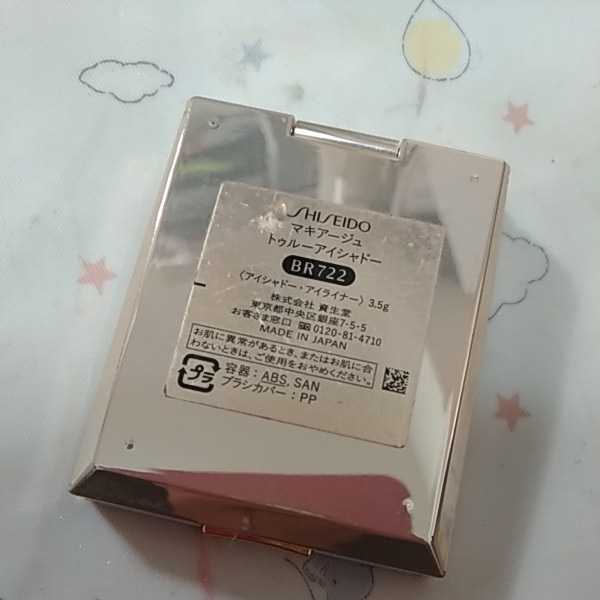 SHISEIDO
マキアージュ
トゥルーアイシャドー
BR722
〈アイシャドー・アイライナー〉3.5g
株式会社 資生堂
東京都中央区銀座7-5-5
お客さま窓口 ☎0120-81-4710
MADE IN JAPAN
お肌に異常があるとき、またはお肌に合
わないときは、ご使用をおやめください。
プラ 容器：ABS, SAN
ブラシカバー：PP